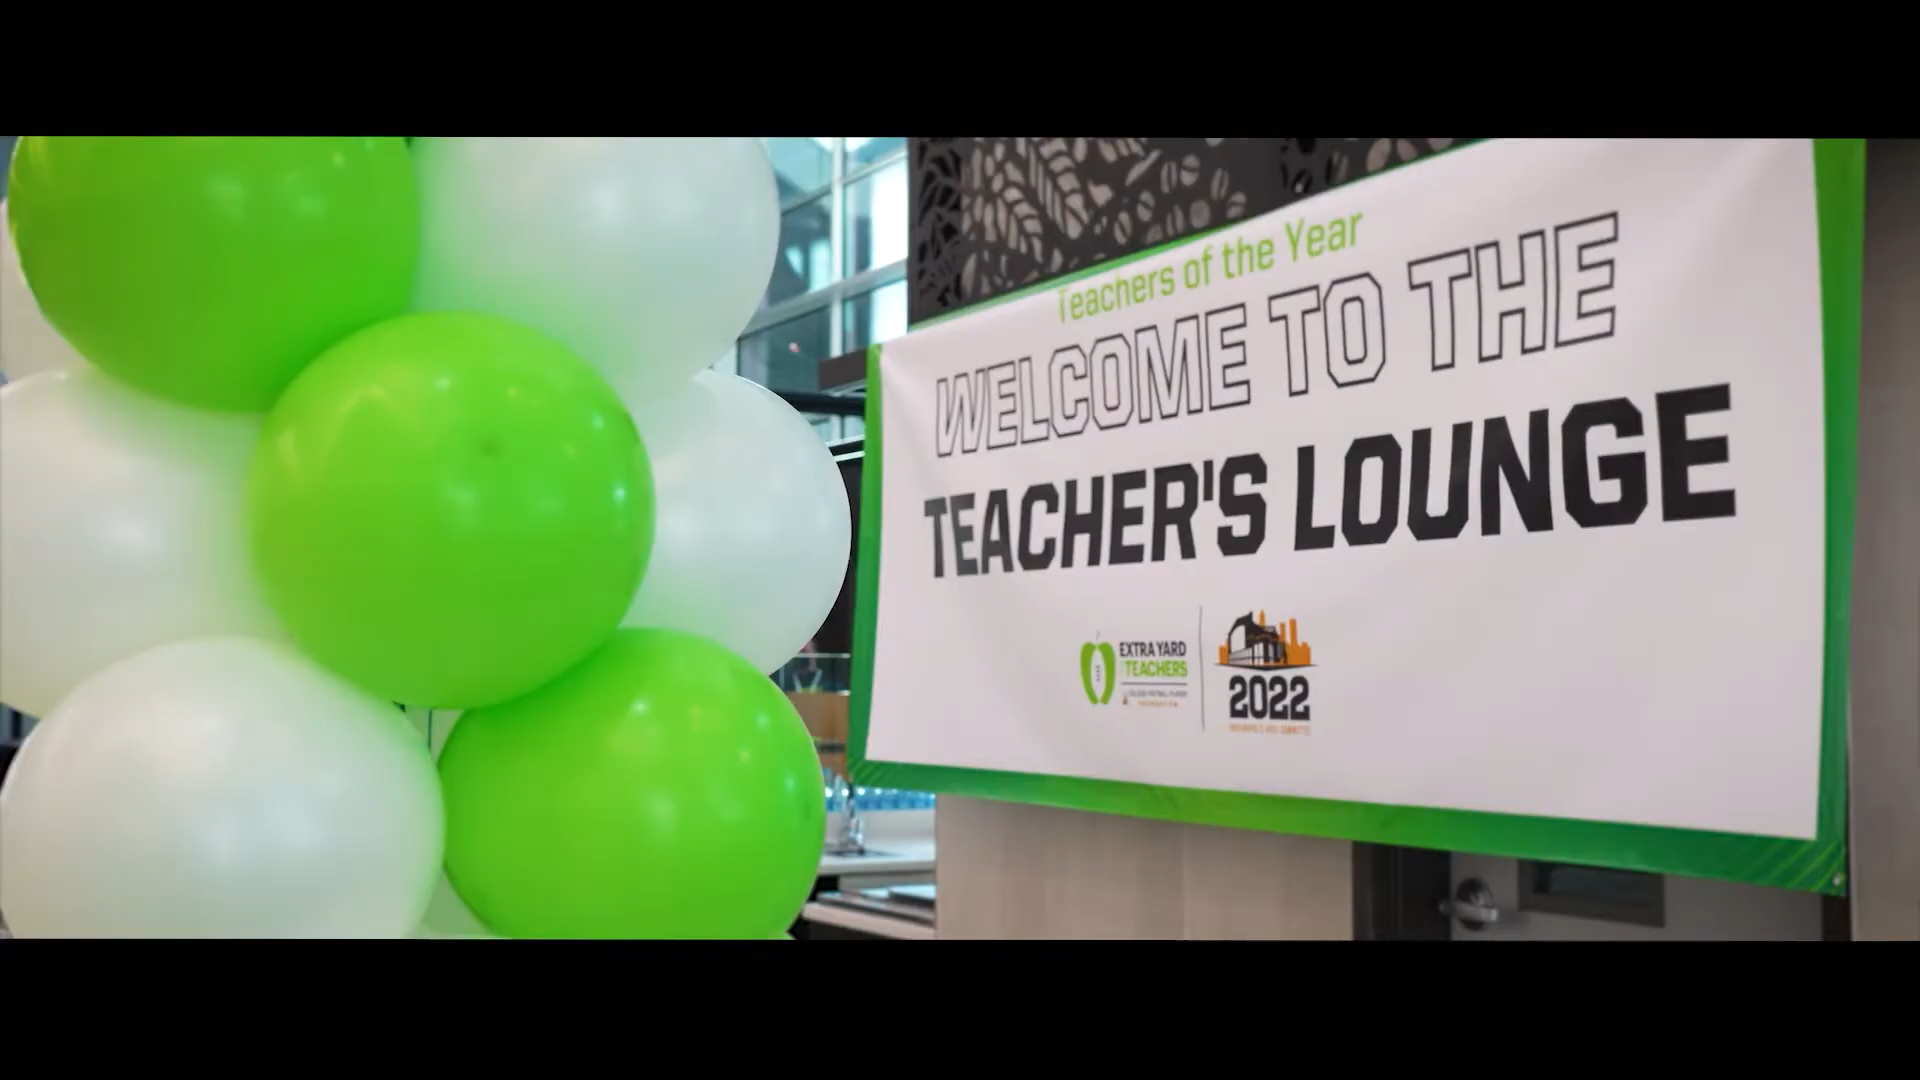 Teachers of the Year
WELCOME TO THE
TEACHER'S LOUNGE
EXTRA YARD
TEACHERS
2022